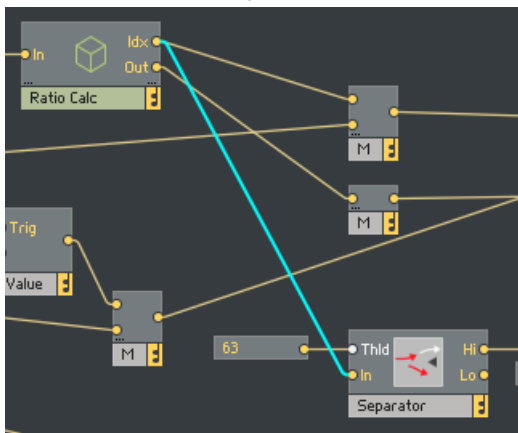 Idx
In
Out
Ratio Calc
M
M
Trig
Value
M
63
Thld
Hi
In
Lo
Separator